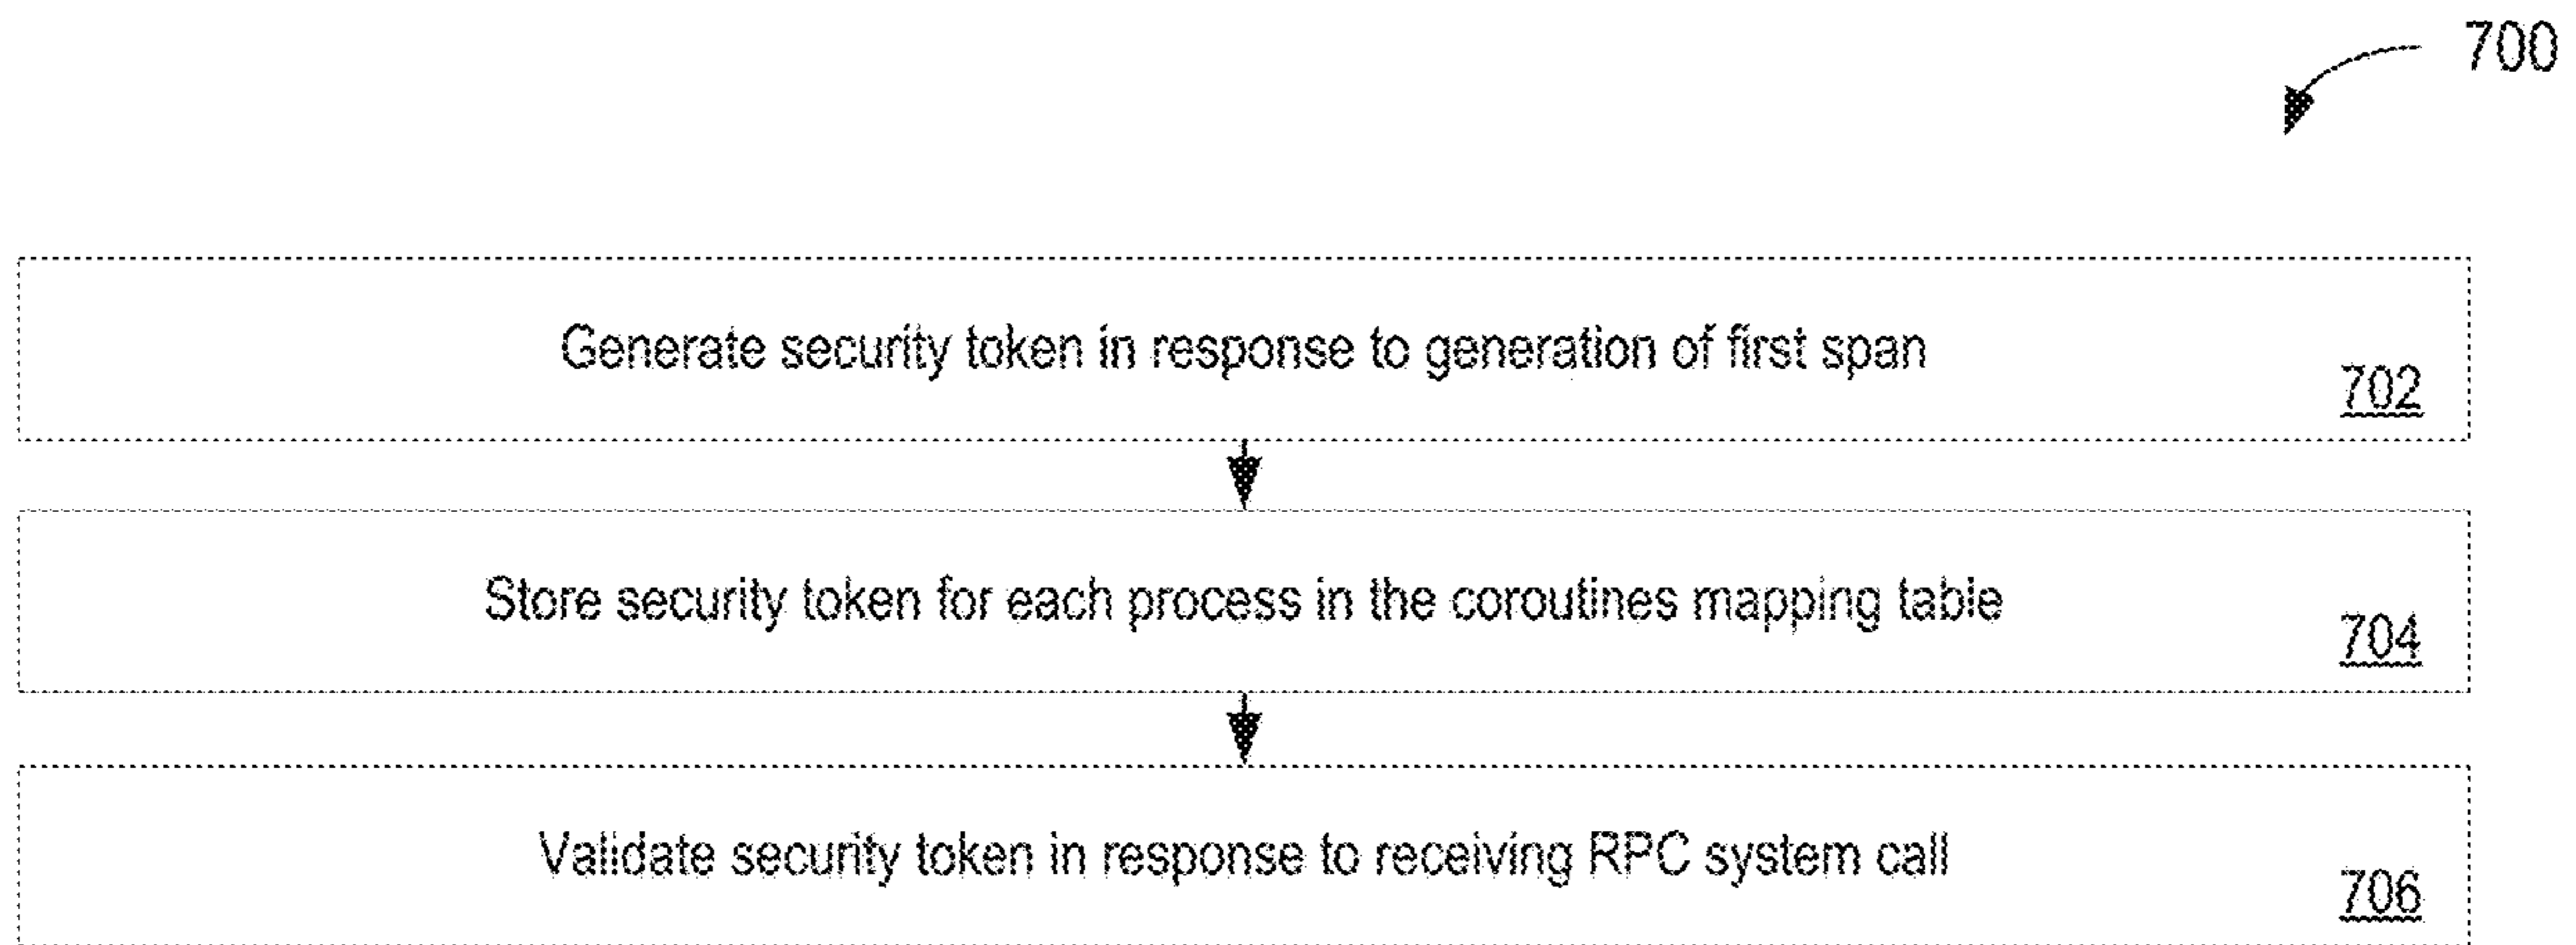 700
Generate security token in response to generation of first span
702
Store security token for each process in the coroutines mapping table
704
Validate security token in response to receiving RPC system call
706